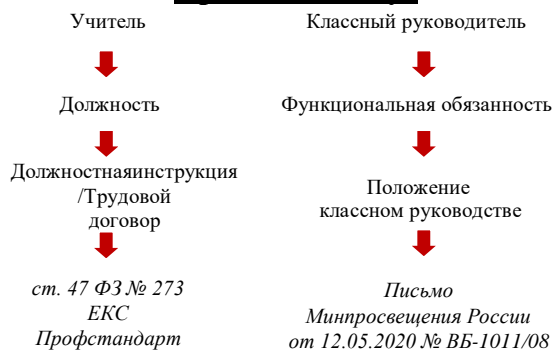 Учитель
Должность
Должностнаяинструкция
/Трудовой
договор
ст. 47 ФЗ № 273
ЕКС
Профстандарт
Классный руководитель
Функциональная обязанность
Положение
классном руководстве
Письмо
Минпросвещения России
от 12.05.2020 № ВБ-1011/08